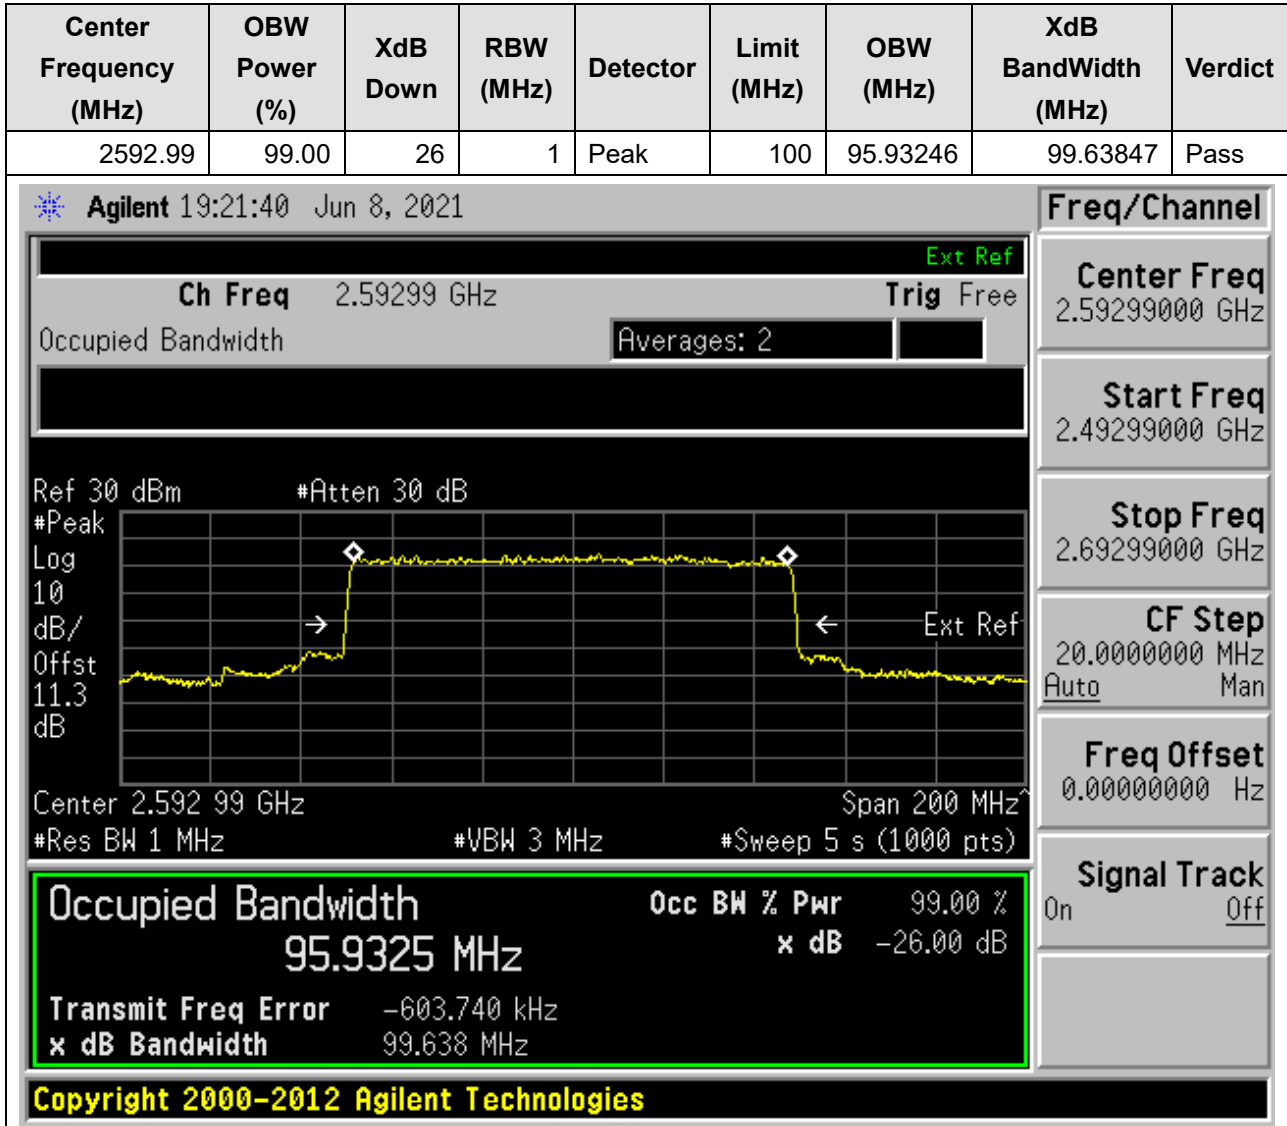 Center Frequency (MHz) OBW Power (%) XdB Down RBW (MHz) Detector Limit (MHz) OBW (MHz) XdB BandWidth (MHz) Verdict
2592.99 99.00 26 1 Peak 100 95.93246 99.63847 Pass
Agilent 19:21:40 Jun 8, 2021
Freq/Channel
Ext Ref
Ch Freq 2.59299 GHz Trig Free
Occupied Bandwidth Averages: 2
Center Freq
2.59299000 GHz
Start Freq
2.49299000 GHz
Stop Freq
2.69299000 GHz
CF Step
20.0000000 MHz
Auto Man
Freq Offset
0.00000000 Hz
Signal Track
On Off
Ref 30 dBm #Atten 30 dB
#Peak
Log
10
dB/
Offst
11.3
dB
Ext Ref
Center 2.592 99 GHz Span 200 MHz^
#Res BW 1 MHz #VBW 3 MHz #Sweep 5 s (1000 pts)
Occupied Bandwidth Occ BW % Pwr 99.00 %
95.9325 MHz x dB -26.00 dB
Transmit Freq Error -603.740 kHz
x dB Bandwidth 99.638 MHz
Copyright 2000-2012 Agilent Technologies